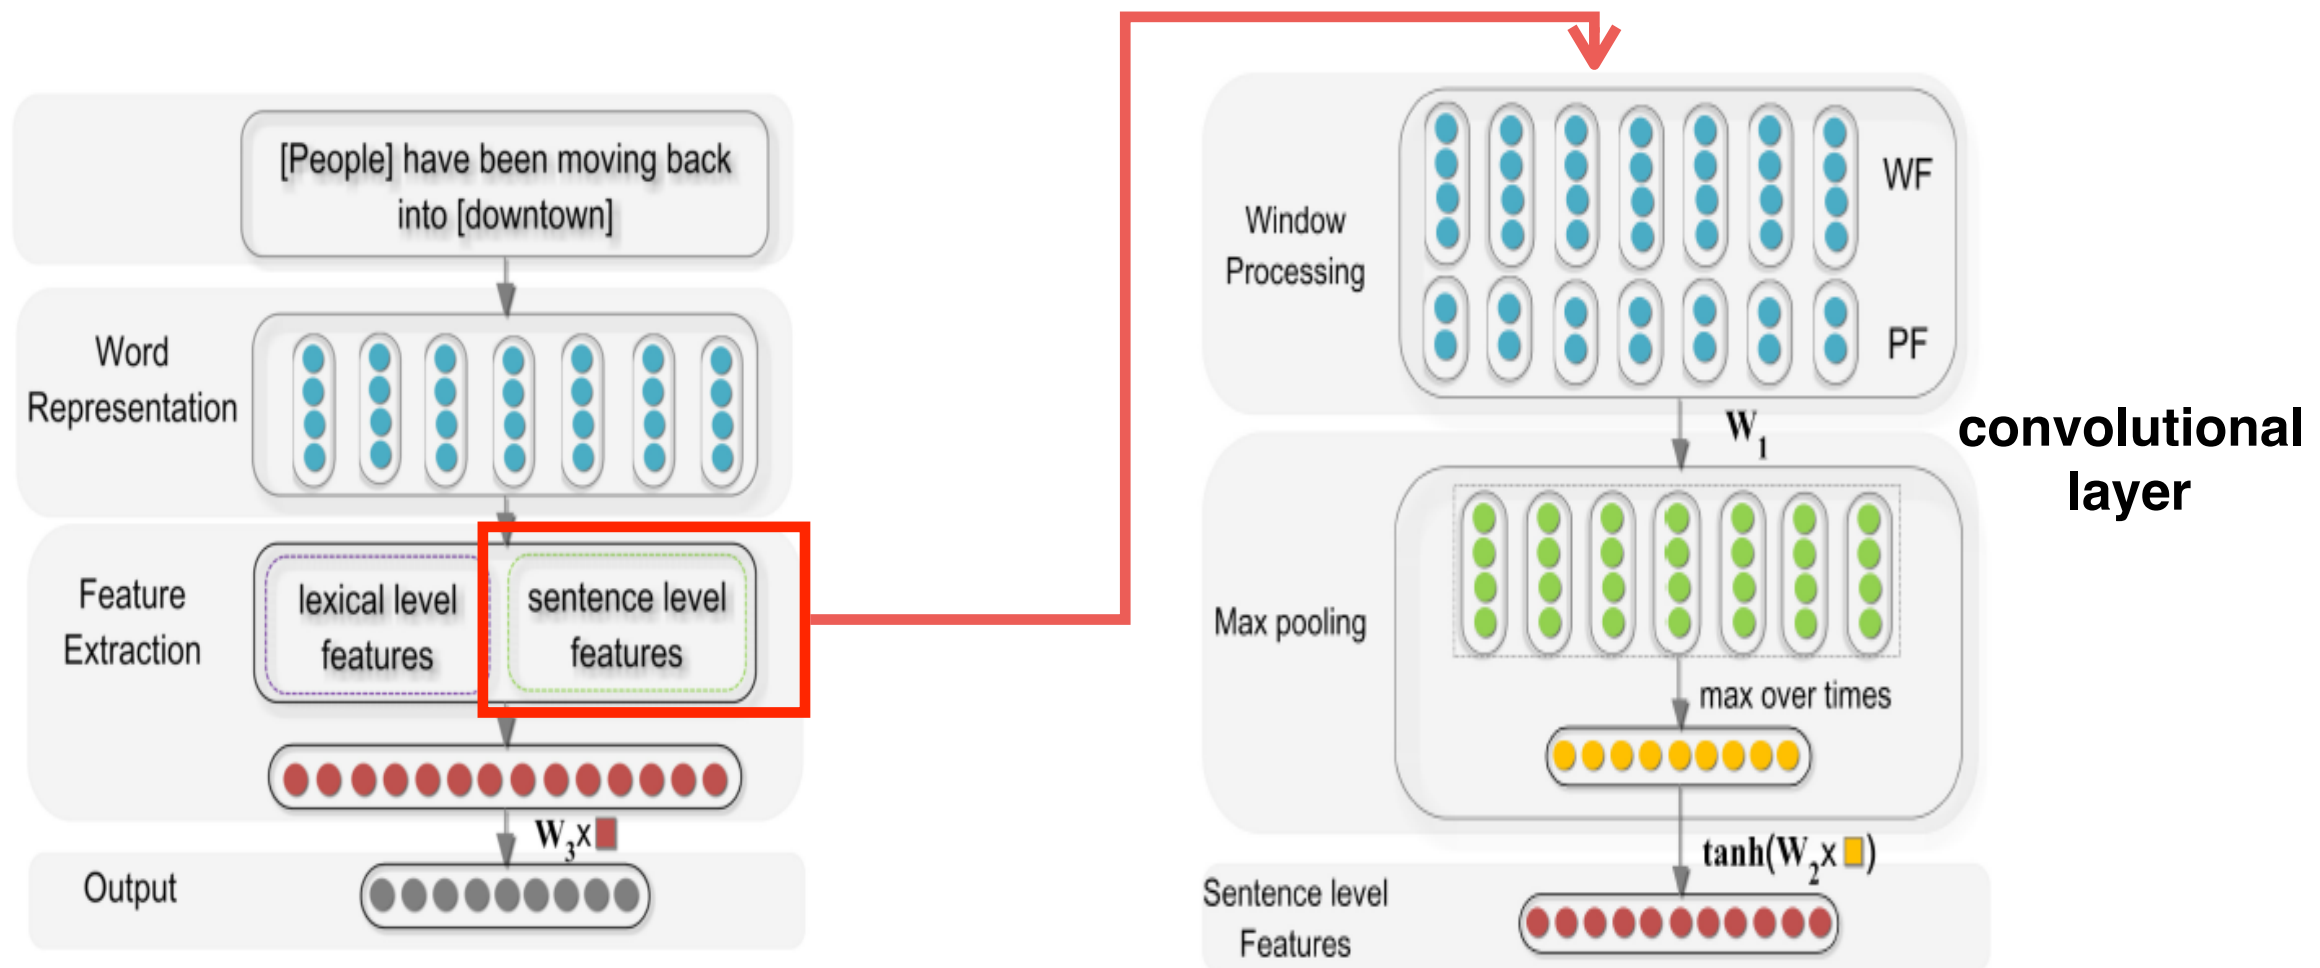 [People] have been moving back
into [downtown]
Word
Representation
Feature
Extraction
lexical level
features
sentence level
features
W3x
Output
Window
Processing
WF
PF
W1
convolutional
layer
Max pooling
max over times
tanh(W2x )
Sentence level
Features